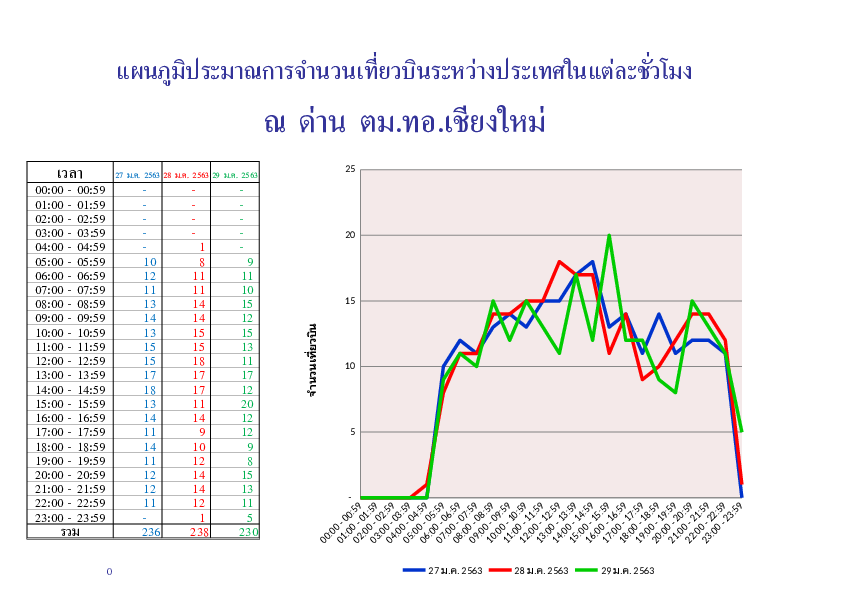 แผนภูมิประมาณการจำนวนเที่ยวบินระหว่างประเทศในแต่ละชั่วโมง
ณ ด่าน ตม.ทอ.เชียงใหม่
เวลา 27 ม.ค. 2563 28 ม.ค. 2563 29 ม.ค. 2563
00:00 - 00:59 - - -
01:00 - 01:59 - - -
02:00 - 02:59 - - -
03:00 - 03:59 - - -
04:00 - 04:59 - 1 -
05:00 - 05:59 10 8 9
06:00 - 06:59 12 11 11
07:00 - 07:59 11 11 10
08:00 - 08:59 13 14 15
09:00 - 09:59 14 14 12
10:00 - 10:59 13 15 15
11:00 - 11:59 15 15 13
12:00 - 12:59 15 18 11
13:00 - 13:59 17 17 17
14:00 - 14:59 18 17 12
15:00 - 15:59 13 11 20
16:00 - 16:59 14 14 12
17:00 - 17:59 11 9 12
18:00 - 18:59 14 10 9
19:00 - 19:59 11 12 8
20:00 - 20:59 12 14 15
21:00 - 21:59 12 14 13
22:00 - 22:59 11 12 11
23:00 - 23:59 - 1 5
รวม 236 238 230
0
จำนวนเที่ยวบิน
25
20
15
10
5
-
00:00 - 00:59
01:00 - 01:59
02:00 - 02:59
03:00 - 03:59
04:00 - 04:59
05:00 - 05:59
06:00 - 06:59
07:00 - 07:59
08:00 - 08:59
09:00 - 09:59
10:00 - 10:59
11:00 - 11:59
12:00 - 12:59
13:00 - 13:59
14:00 - 14:59
15:00 - 15:59
16:00 - 16:59
17:00 - 17:59
18:00 - 18:59
19:00 - 19:59
20:00 - 20:59
21:00 - 21:59
22:00 - 22:59
23:00 - 23:59
27 ม.ค. 2563 28 ม.ค. 2563 29 ม.ค. 2563